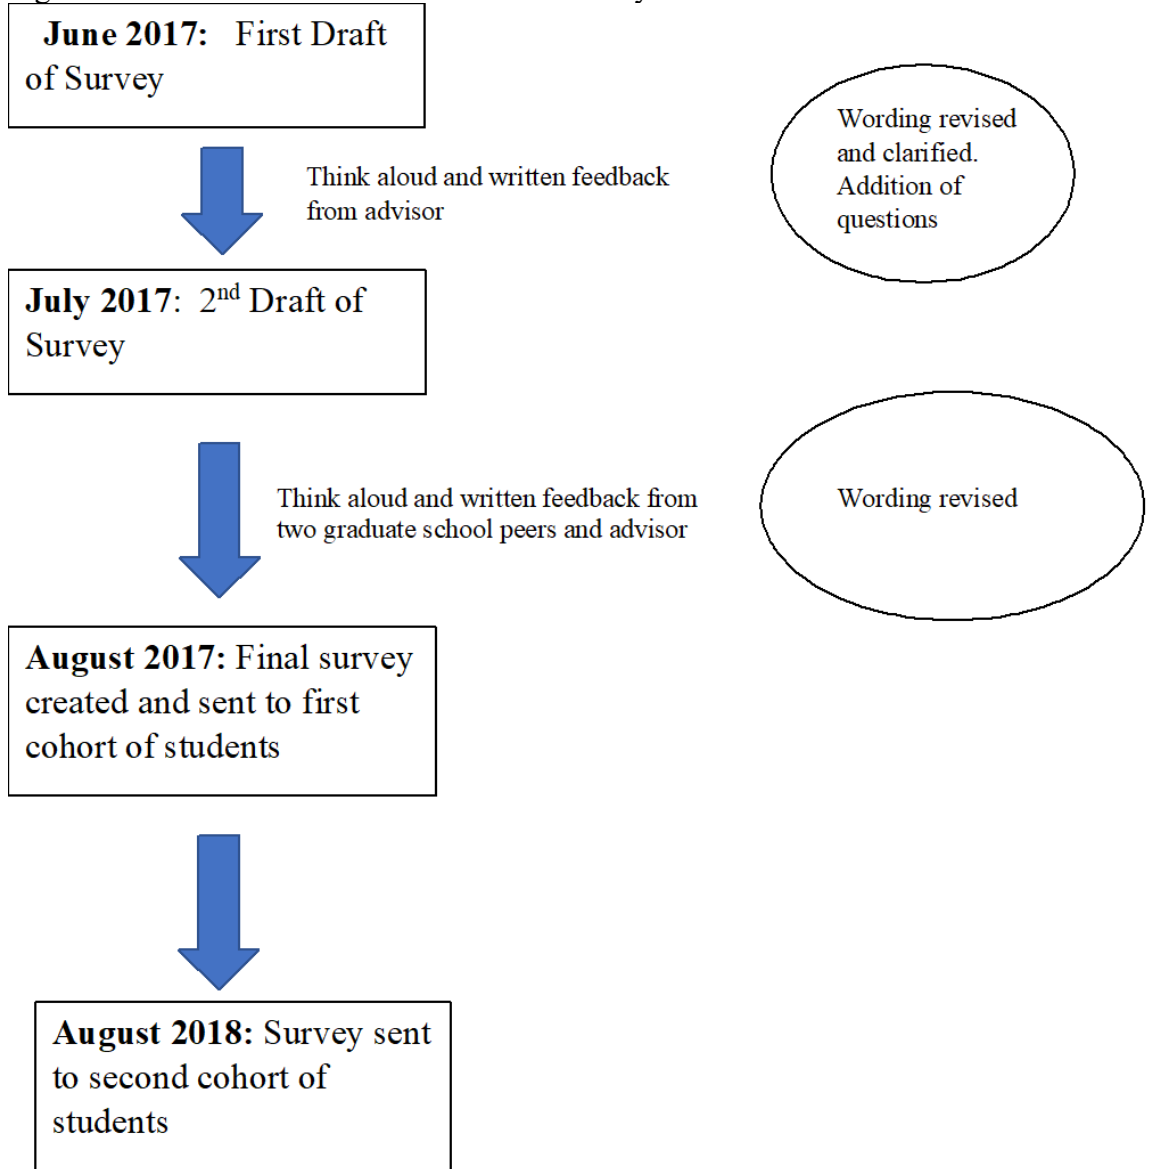 June 2017: First Draft
of Survey
Wording revised
and clarified.
Addition of
questions
Think aloud and written feedback
from advisor
July 2017: 2nd Draft of
Survey
Think aloud and written feedback from
two graduate school peers and advisor
Wording revised
August 2017: Final survey
created and sent to first
cohort of students
August 2018: Survey sent
to second cohort of
students